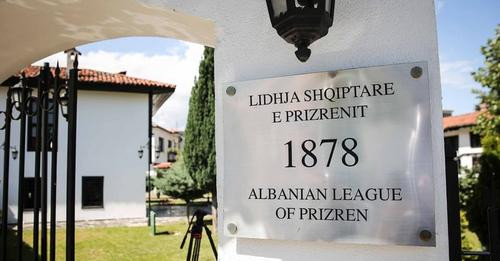 LIDHJA SHQIPTARE
E PRIZRENIT
1878
ALBANIAN LEAGUE
OF PRIZREN